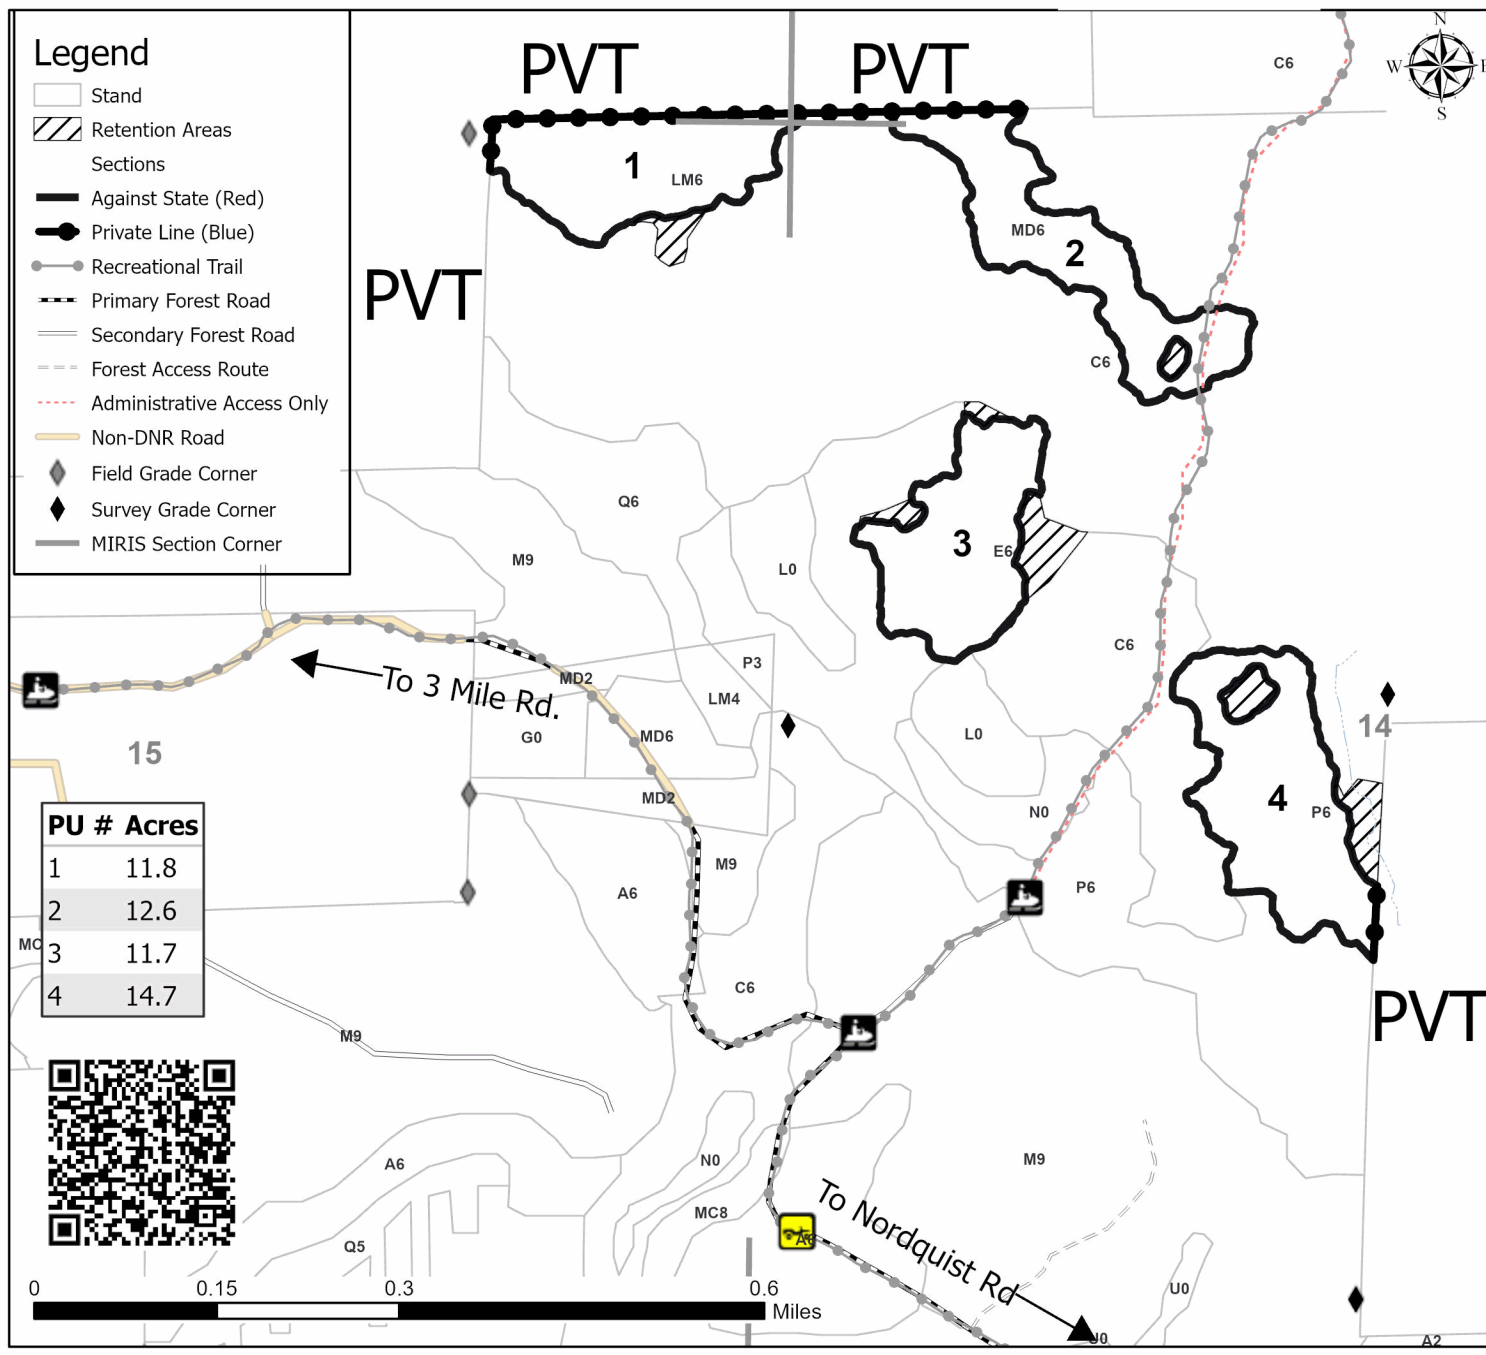 Legend
Stand
Retention Areas
Sections
Against State (Red)
Private Line (Blue)
Recreational Trail
Primary Forest Road
Secondary Forest Road
Forest Access Route
Administrative Access Only
Non-DNR Road
Field Grade Corner
Survey Grade Corner
MIRIS Section Corner
PVT
PVT
C6
N
W
S
1
LM6
MD6
2
PVT
C6
Q6
M9
L0
3
E6
C6
P3
MD2
LM4
To 3 Mile Rd.
G0
MD6
L0
14
15
MD2
N0
4
P6
PU # Acres
1 11.8
2 12.6
3 11.7
4 14.7
M9
A6
P6
MC
C6
PVT
M9
A6
N0
M9
MC8
To Nordquist Rd
Q5
U0
0 0.15 0.3 0.6
Miles
A2